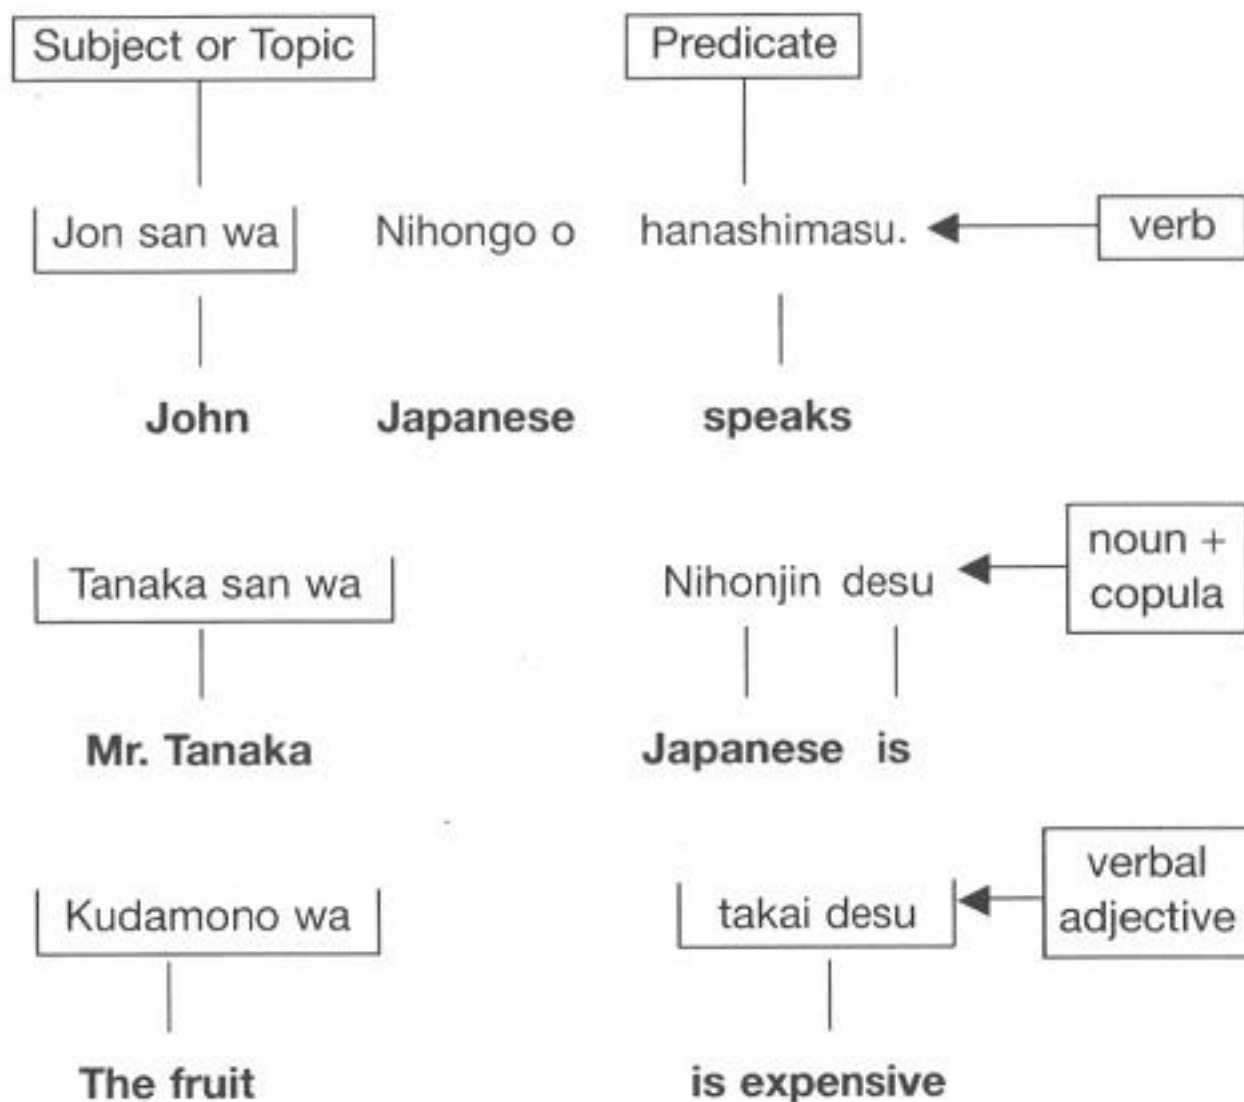 Subject or Topic Predicate
Jon san wa Nihongo o hanashimasu. verb
John Japanese speaks
Tanaka san wa Nihonjin desu noun + copula
Mr. Tanaka Japanese is
Kudamono wa takai desu verbal adjective
The fruit is expensive